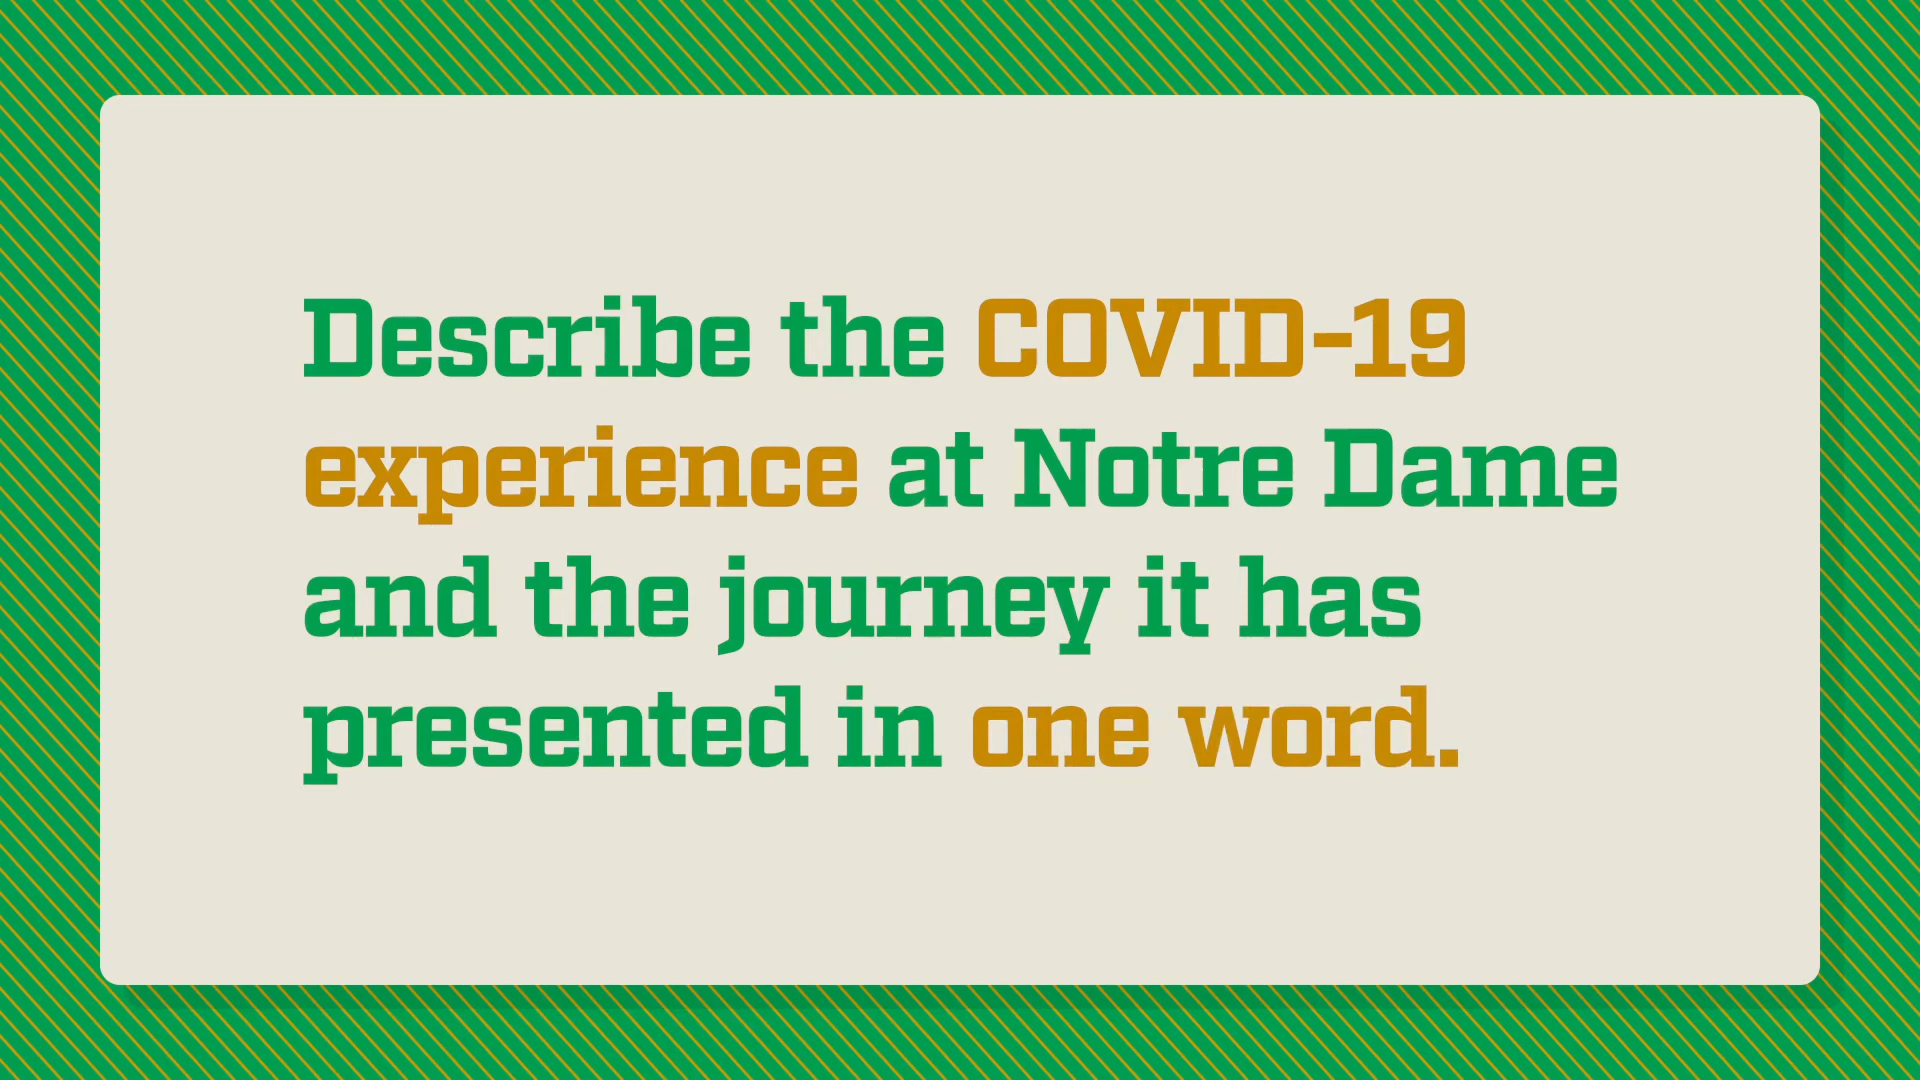 Describe the COVID-19
experience at Notre Dame
and the journey it has
presented in one word.